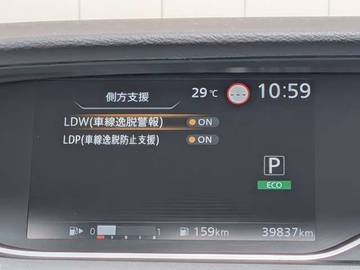 側方支援
29℃
10:59
LDW(車線逸脱警報) ON
LDP(車線逸脱防止支援) ON
P
ECO
0 1
159km
39837km